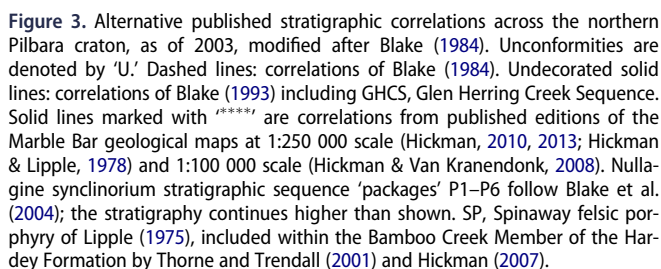 Figure 3. Alternative published stratigraphic correlations across the northern
Pilbara craton, as of 2003, modified after Blake (1984). Unconformities are
denoted by ‘U.’ Dashed lines: correlations of Blake (1984). Undecorated solid
lines: correlations of Blake (1993) including GHCS, Glen Herring Creek Sequence.
Solid lines marked with ‘****’ are correlations from published editions of the
Marble Bar geological maps at 1:250 000 scale (Hickman, 2010, 2013; Hickman
& Lipple, 1978) and 1:100 000 scale (Hickman & Van Kranendonk, 2008). Nulla-
gine synclinorium stratigraphic sequence ‘packages’ P1–P6 follow Blake et al.
(2004); the stratigraphy continues higher than shown. SP, Spinaway felsic por-
phyry of Lipple (1975), included within the Bamboo Creek Member of the Har-
dey Formation by Thorne and Trendall (2001) and Hickman (2007).